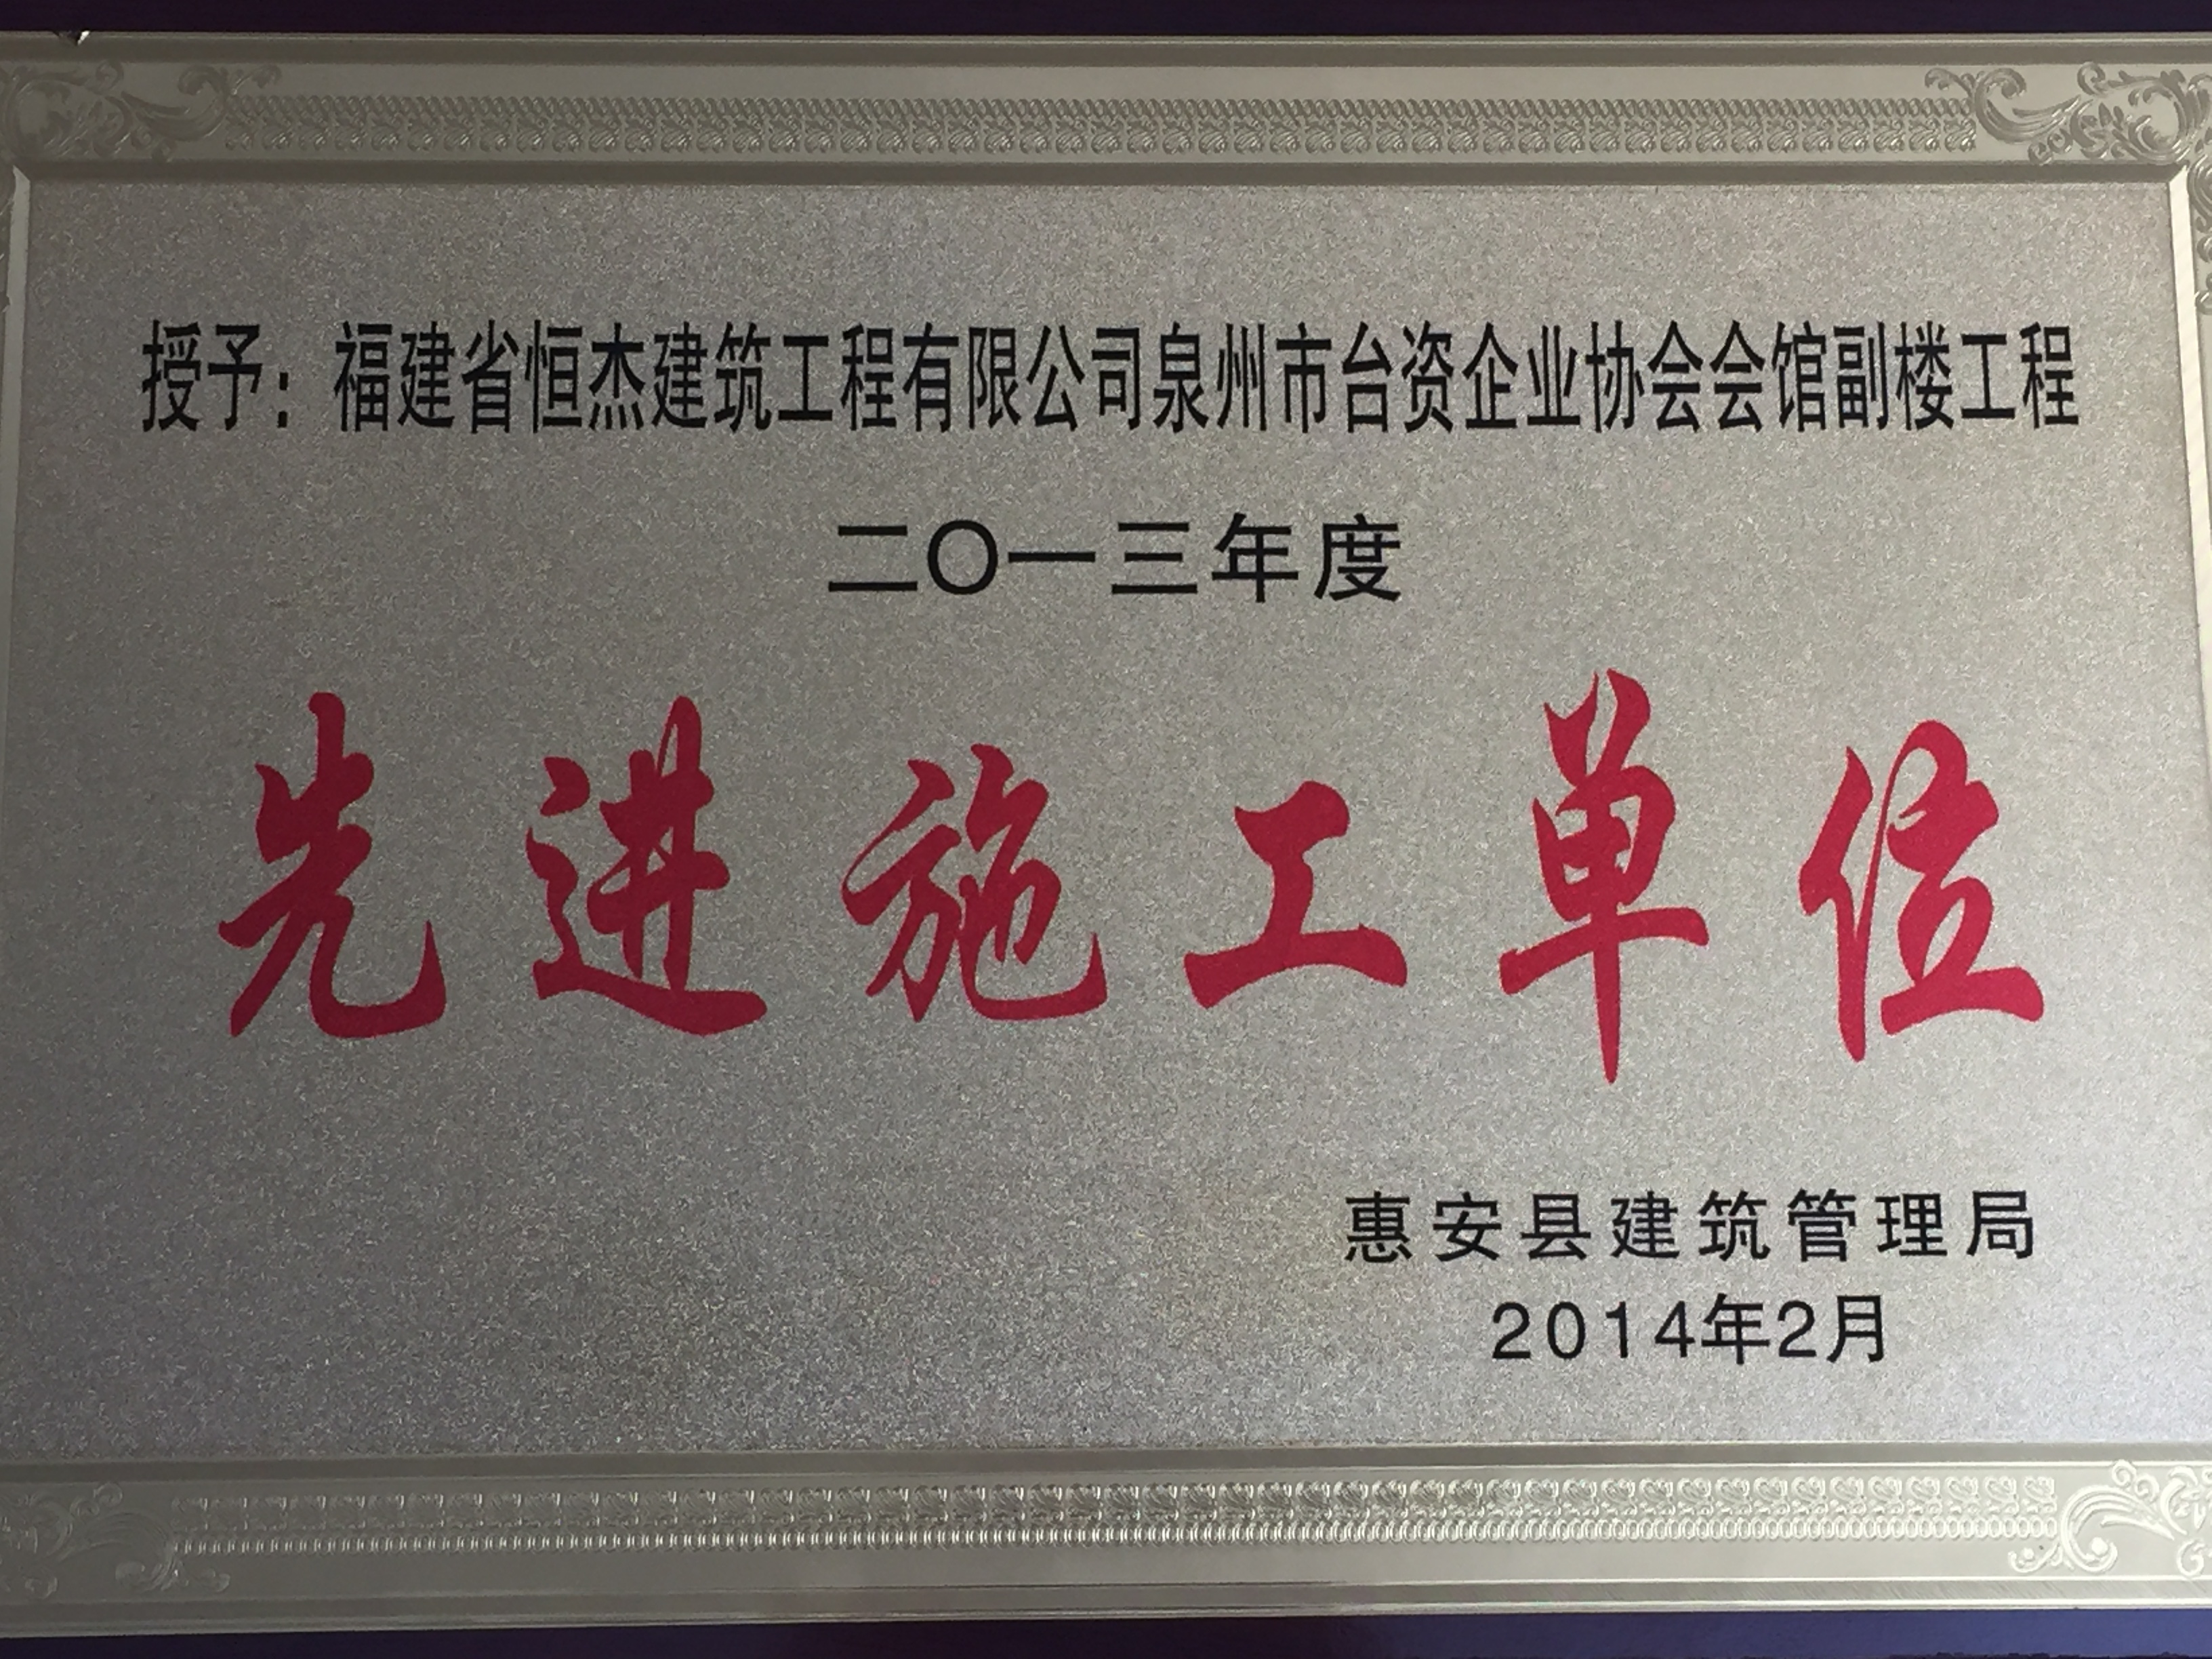 授予：福建省恒杰建筑工程有限公司泉州市台资企业协会会馆副楼工程
二〇一三年度
先进施工单位
惠安县建筑管理局
2014年2月